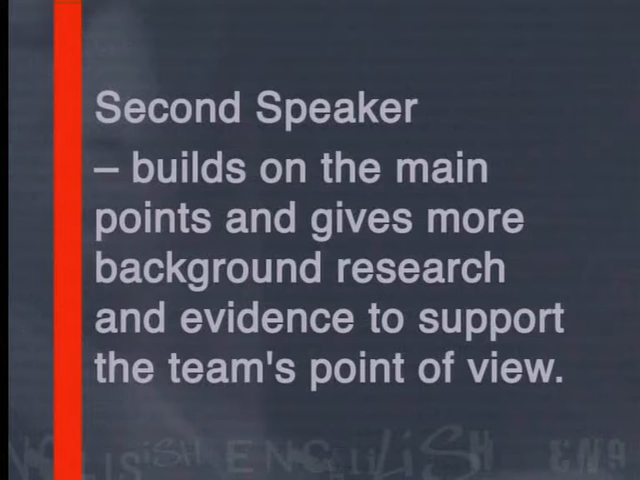 Second Speaker
– builds on the main
points and gives more
background research
and evidence to support
the team's point of view.
ENGLISH